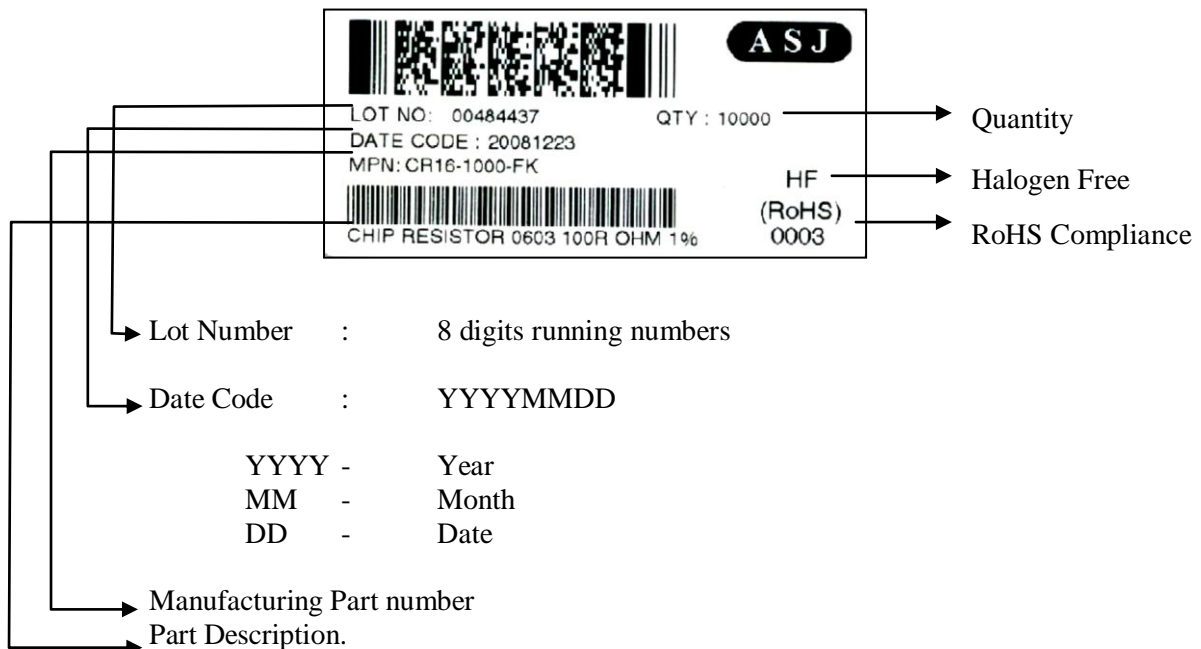 A S J
LOT NO: 00484437 QTY : 10000
Quantity
DATE CODE : 20081223
MPN: CR16-1000-FK
HF
Halogen Free
(RoHS)
RoHS Compliance
CHIP RESISTOR 0603 100R OHM 1% 0003
Lot Number : 8 digits running numbers
Date Code : YYYYMMDD
YYYY - Year
MM - Month
DD - Date
Manufacturing Part number
Part Description.